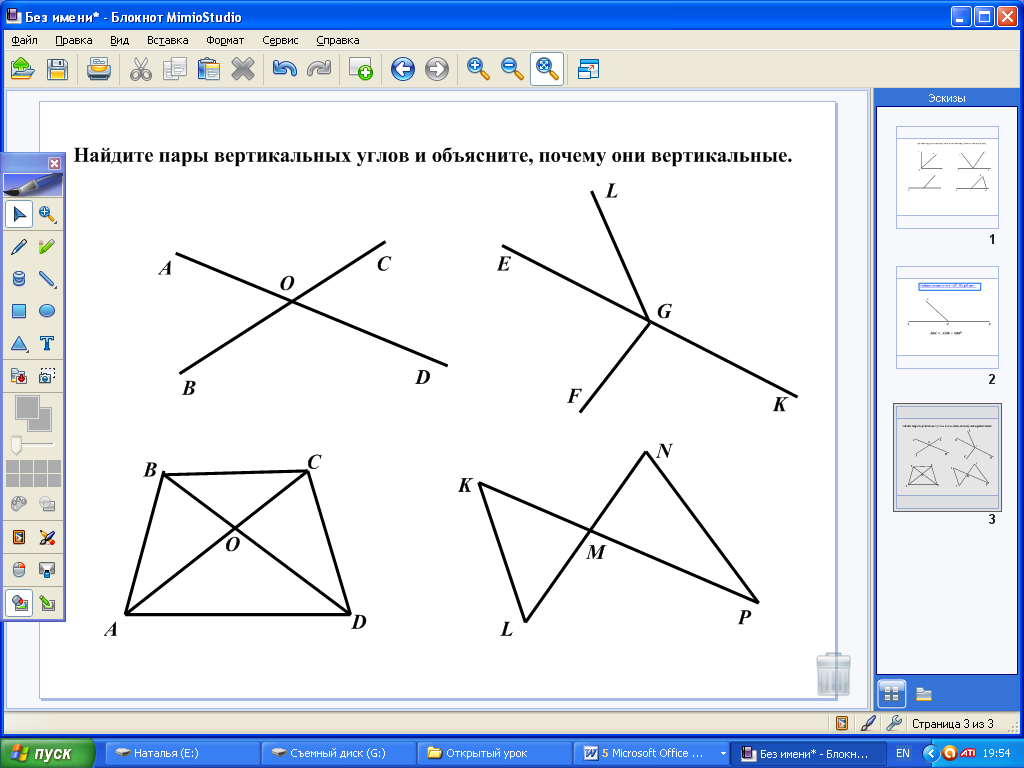 Без имени* - Блокнот MimioStudio
Файл Правка Вид Вставка Формат Сервис Справка
Эскизы
Найдите пары вертикальных углов и объясните, почему они вертикальные.
A
O
C
B
D
L
E
G
F
K
B
C
O
A
D
K
N
M
L
P
1
2
3
Страница 3 из 3
пуск
Наталья (E:)
Съемный диск (G:)
Открытый урок
5 Microsoft Office ...
Без имени* - Блокн...
EN
ATI
19:54